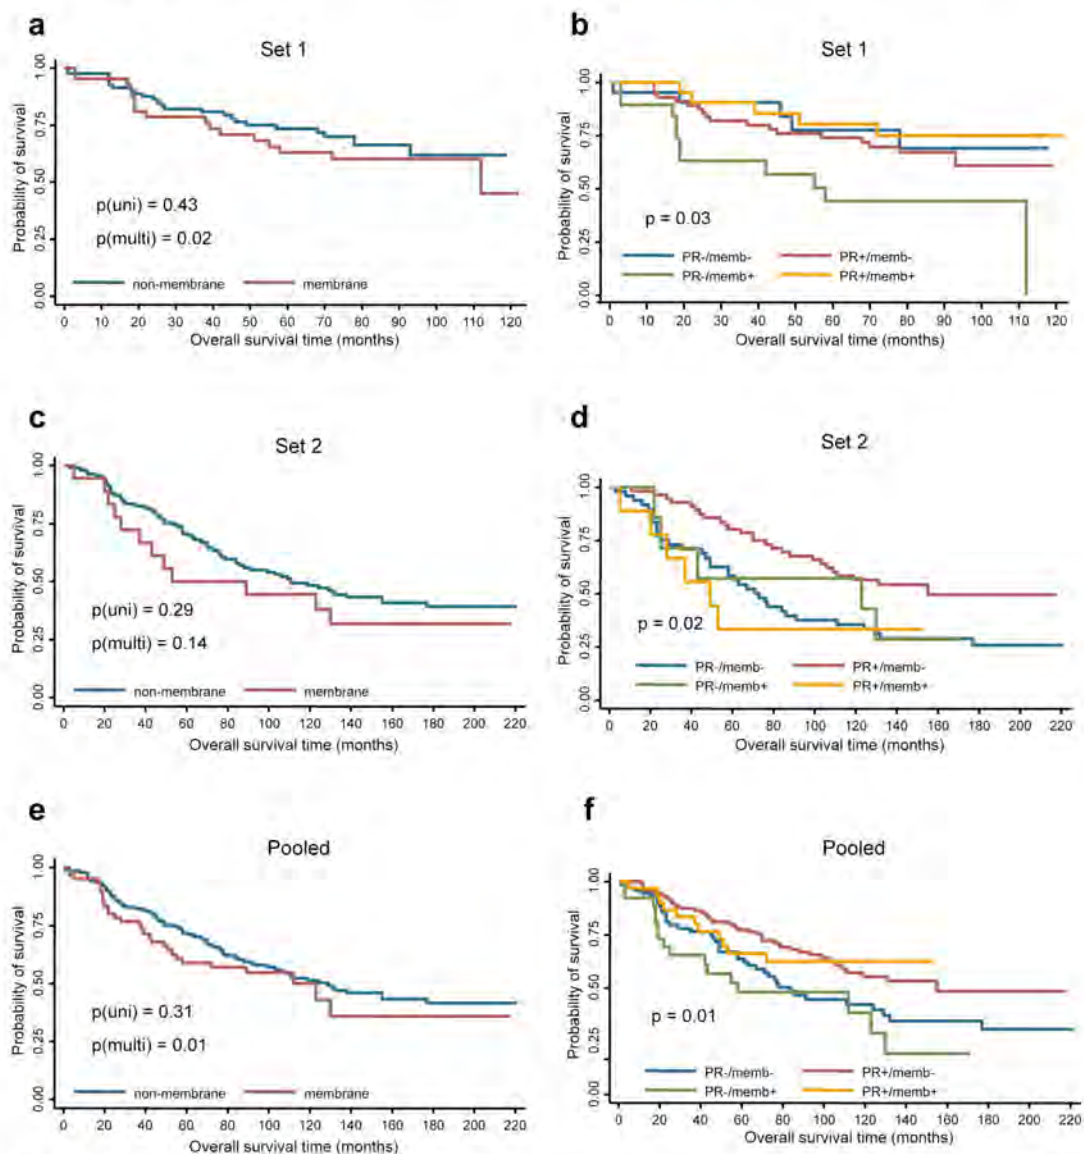 a
Set 1
Probability of survival
0.00 0.25 0.50 0.75 1.00
p(uni) = 0.43
p(multi) = 0.02
non-membrane membrane
0 10 20 30 40 50 60 70 80 90 100 110 120
Overall survival time (months)
b
Set 1
Probability of survival
0.00 0.25 0.50 0.75 1.00
p = 0.03
PR-/memb- PR+/memb-
PR-/memb+ PR+/memb+
0 10 20 30 40 50 60 70 80 90 100 110 120
Overall survival time (months)
c
Set 2
Probability of survival
0.00 0.25 0.50 0.75 1.00
p(uni) = 0.29
p(multi) = 0.14
non-membrane membrane
0 20 40 60 80 100 120 140 160 180 200 220
Overall survival time (months)
d
Set 2
Probability of survival
0.00 0.25 0.50 0.75 1.00
p = 0.02
PR-/memb- PR+/memb-
PR-/memb+ PR+/memb+
0 20 40 60 80 100 120 140 160 180 200 220
Overall survival time (months)
e
Pooled
Probability of survival
0.00 0.25 0.50 0.75 1.00
p(uni) = 0.31
p(multi) = 0.01
non-membrane membrane
0 20 40 60 80 100 120 140 160 180 200 220
Overall survival time (months)
f
Pooled
Probability of survival
0.00 0.25 0.50 0.75 1.00
p = 0.01
PR-/memb- PR+/memb-
PR-/memb+ PR+/memb+
0 20 40 60 80 100 120 140 160 180 200 220
Overall survival time (months)